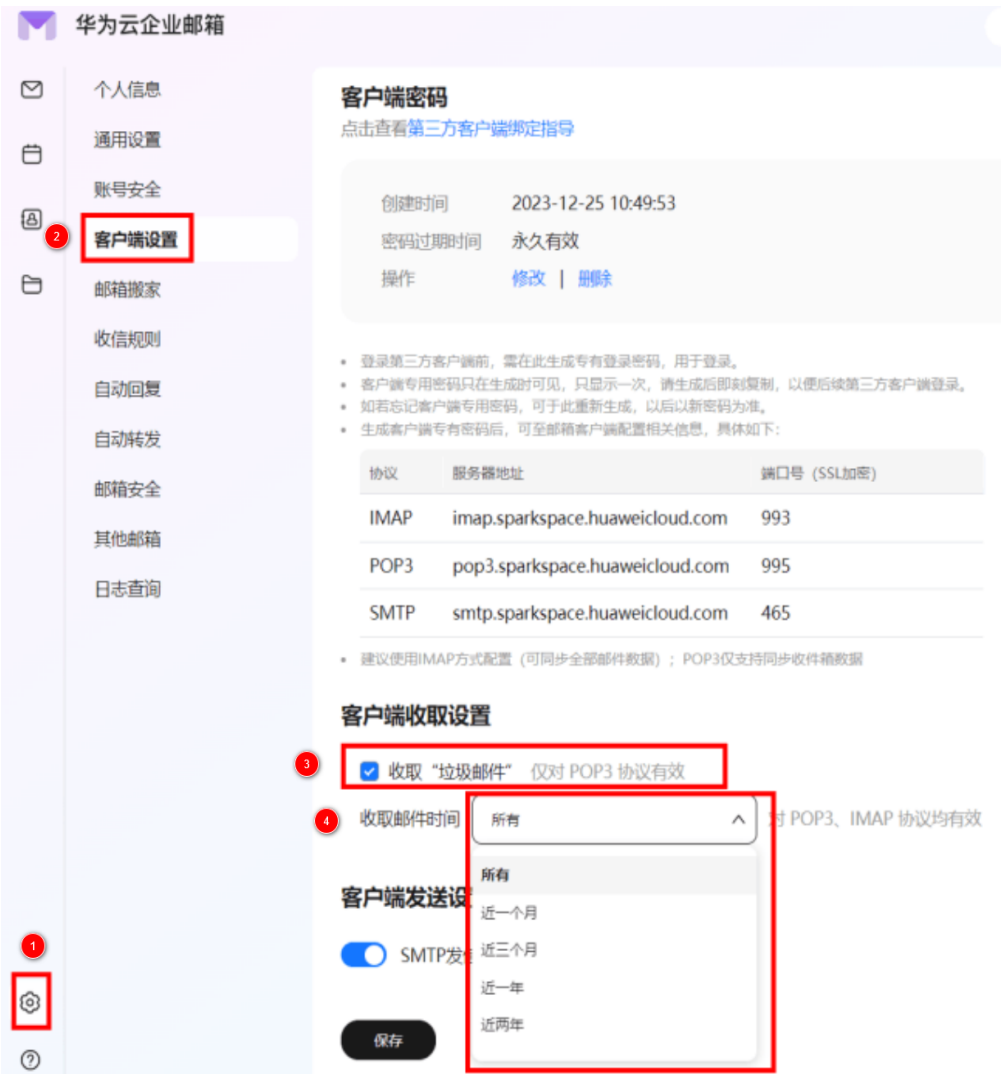 华为云企业邮箱
个人信息
通用设置
账号安全
2
客户端设置
邮箱搬家
收信规则
自动回复
自动转发
邮箱安全
其他邮箱
日志查询
1
客户端密码
点击查看第三方客户端绑定指导
创建时间 2023-12-25 10:49:53
密码过期时间 永久有效
操作 修改 | 删除
• 登录第三方客户端前，需在此生成专有登录密码，用于登录。
• 客户端专用密码只在生成时可见，只显示一次，请生成后即刻复制，以便后续第三方客户端登录。
• 如若忘记客户端专用密码，可于此重新生成，以后以新密码为准。
• 生成客户端专有密码后，可至邮箱客户端配置相关信息，具体如下：
协议 服务器地址 端口号（SSL加密）
IMAP imap.sparkspace.huaweicloud.com 993
POP3 pop3.sparkspace.huaweicloud.com 995
SMTP smtp.sparkspace.huaweicloud.com 465
• 建议使用IMAP方式配置（可同步全部邮件数据）；POP3仅支持同步收件箱数据
客户端收取设置
3 收取“垃圾邮件” 仅对 POP3 协议有效
4 收取邮件时间 所有 对 POP3、IMAP 协议均有效
所有
近一个月
近三个月
近一年
近两年
客户端发送设
SMTP发
保存